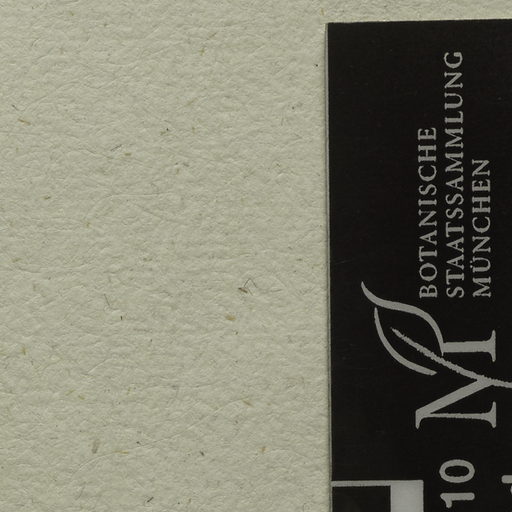 BOTANISCHE
STAATSSAMMLUNG
MÜNCHEN
10